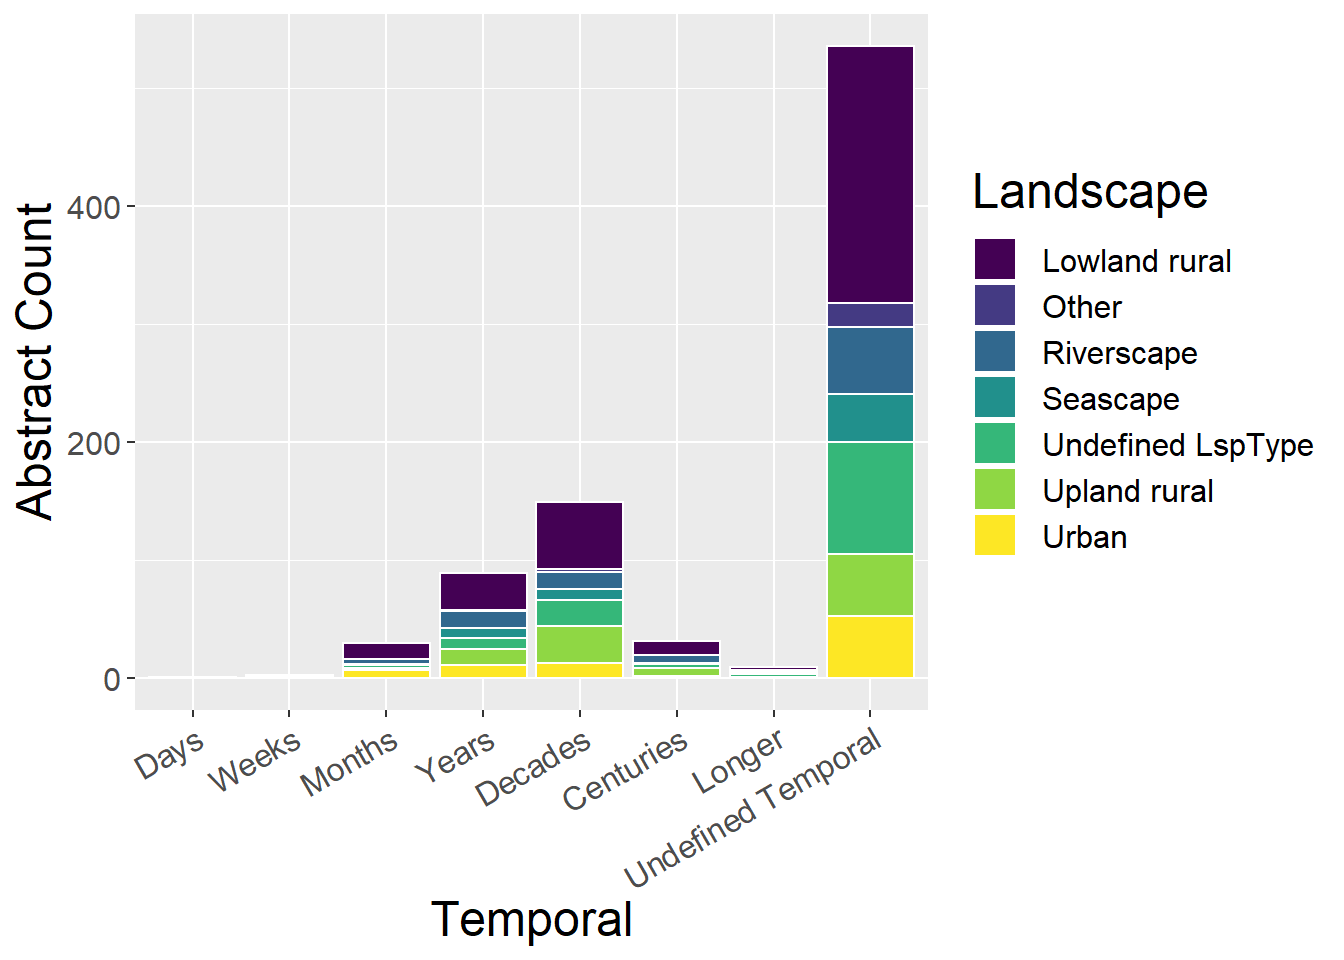 Abstract Count
400
200
0
Days
Weeks
Months
Years
Decades
Centuries
Longer
Undefined Temporal
Temporal
Landscape
Lowland rural
Other
Riverscape
Seascape
Undefined LspType
Upland rural
Urban